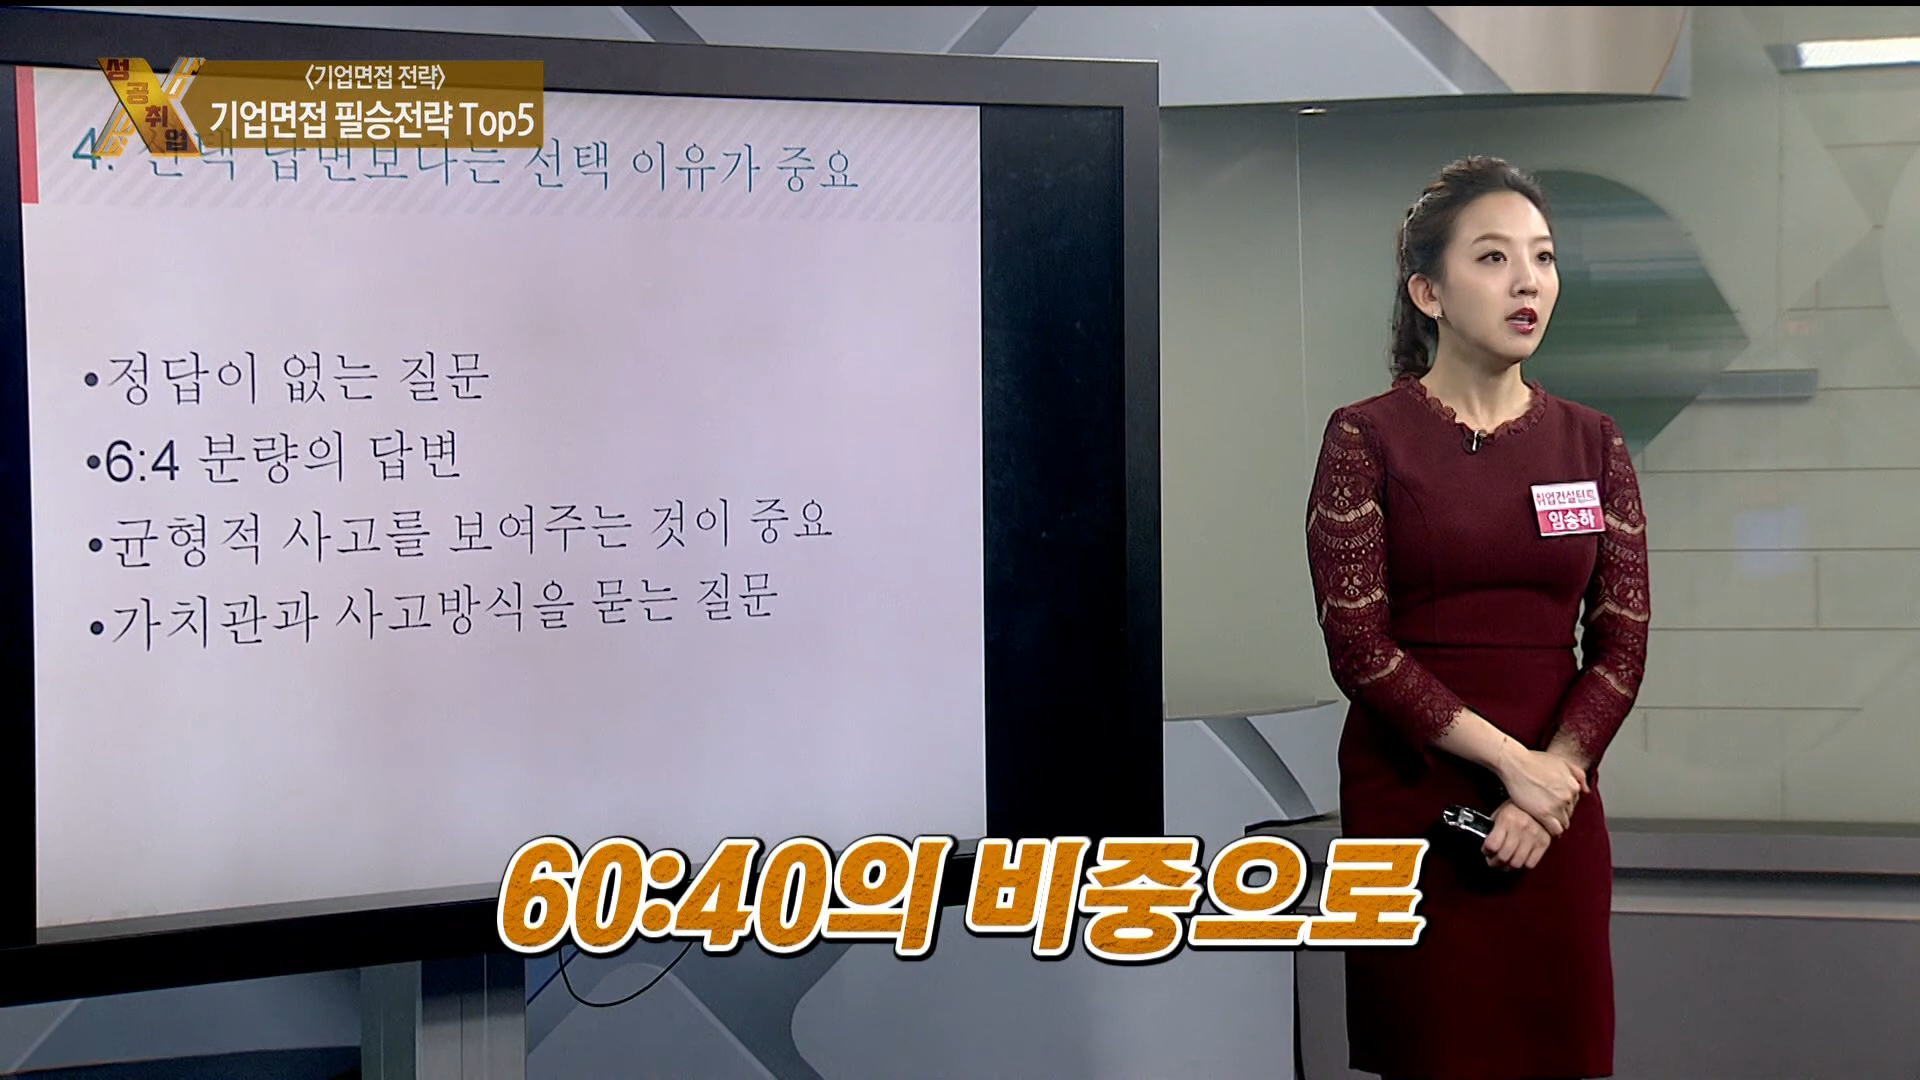 성공취업
〈기업면접 전략〉
기업면접 필승전략 Top5
4. 선택 답변보다는 선택 이유가 중요
•정답이 없는 질문
•6:4 분량의 답변
•균형적 사고를 보여주는 것이 중요
•가치관과 사고방식을 묻는 질문
취업컨설턴트
임송하
60:40의 비중으로